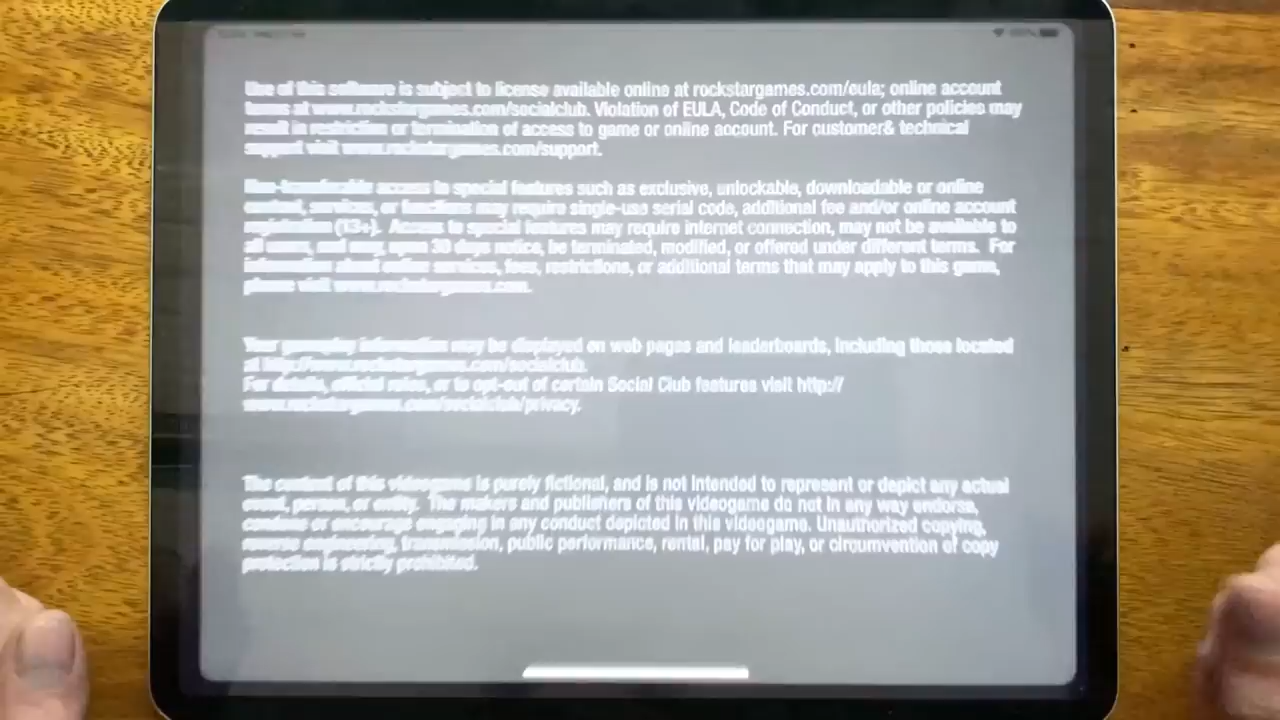 Use of this software is subject to license available online at rockstargames.com/eula; online account
terms at www.rockstargames.com/socialclub. Violation of EULA, Code of Conduct, or other policies may
result in restriction or termination of access to game or online account. For customer& technical
support visit www.rockstargames.com/support.
Non-transferable access to special features such as exclusive, unlockable, downloadable or online
content, services, or functions may require single-use serial code, additional fee and/or online account
registration (13+). Access to special features may require internet connection, may not be available to
all users, and may, upon 30 days notice, be terminated, modified, or offered under different terms. For
information about online services, fees, restrictions, or additional terms that may apply to this game,
please visit www.rockstargames.com.
Your gameplay information may be displayed on web pages and leaderboards, including those located
at http://www.rockstargames.com/socialclub.
For details, official rules, or to opt-out of certain Social Club features visit http://
www.rockstargames.com/socialclub/privacy.
The content of this videogame is purely fictional, and is not intended to represent or depict any actual
event, person, or entity. The makers and publishers of this videogame do not in any way endorse,
condone or encourage engaging in any conduct depicted in this videogame. Unauthorized copying,
reverse engineering, transmission, public performance, rental, pay for play, or circumvention of copy
protection is strictly prohibited.